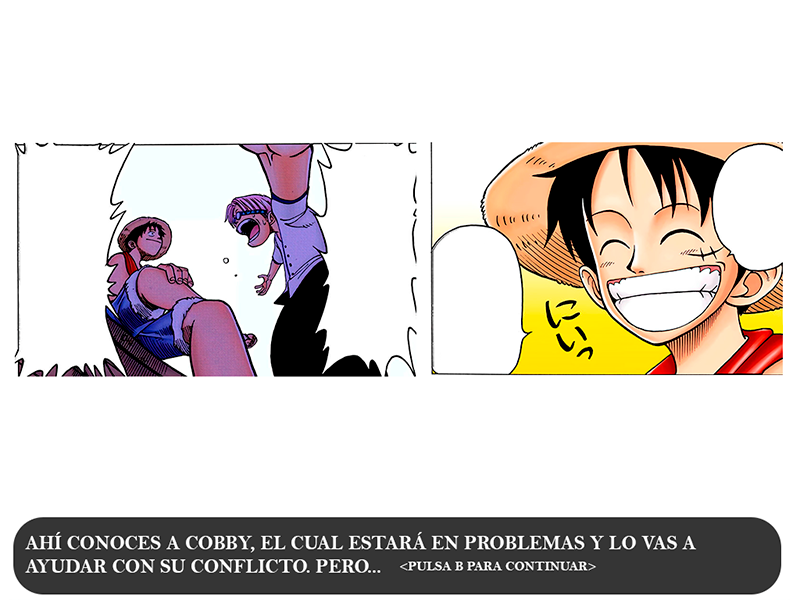 にいっ
AHÍ CONOCES A COBBY, EL CUAL ESTARÁ EN PROBLEMAS Y LO VAS A
AYUDAR CON SU CONFLICTO. PERO... <PULSA B PARA CONTINUAR>